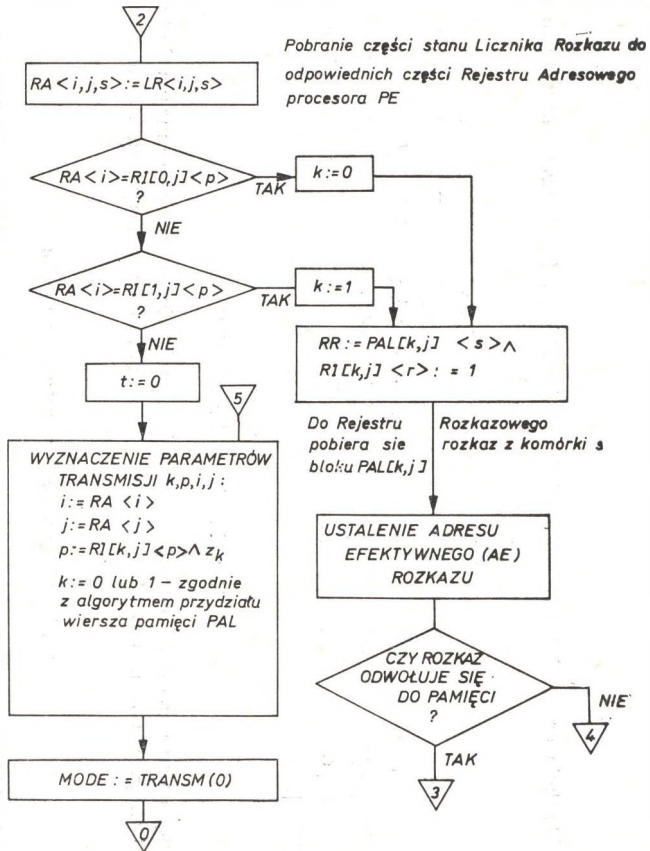 2
Pobranie części stanu Licznika Rozkazu do
odpowiednich części Rejestru Adresowego
procesora PE
RA<i,j,s>:=LR<i,j,s>
RA<i>=RI[0,j]<p>
?
TAK
k:=0
NIE
RA<i>=RI[1,j]<p>
?
TAK
k:=1
NIE
t:=0
5
RR:=PAL[k,j] <s>∧
RI[k,j]<r>:=1
Do Rejestru Rozkazowego
pobiera sie rozkaz z komórki s
bloku PAL[k,j]
WYZNACZENIE PARAMETRÓW
TRANSMISJI k,p,i,j:
i:=RA <i>
j:=RA <j>
p:=RI[k,j]<p>∧zk
k:=0 lub 1 – zgodnie
z algorytmem przydziału
wiersza pamięci PAL
USTALENIE ADRESU
EFEKTYWNEGO (AE)
ROZKAZU
CZY ROZKAZ
ODWOŁUJE SIĘ
DO PAMIĘCI
?
NIE
4
TAK
3
MODE:=TRANSM(0)
0